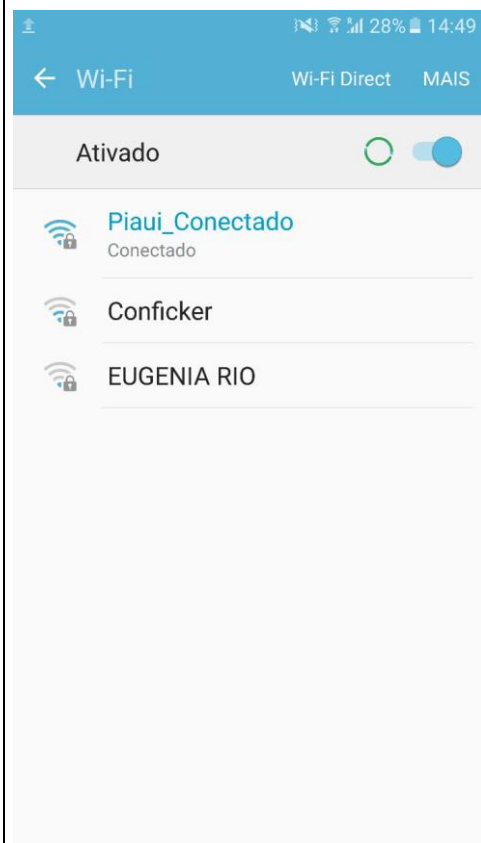 28% 14:49
Wi-Fi Wi-Fi Direct MAIS
Ativado
Piaui_Conectado
Conectado
Conficker
EUGENIA RIO